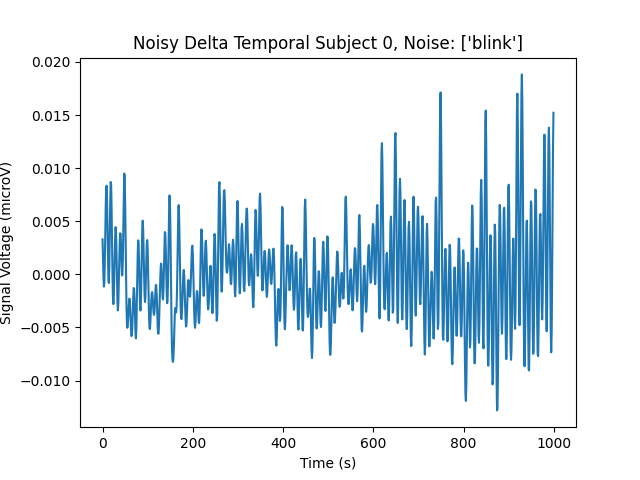 Noisy Delta Temporal Subject 0, Noise: ['blink']
0.020
0.015
0.010
0.005
0.000
−0.005
−0.010
Signal Voltage (microV)
0 200 400 600 800 1000
Time (s)